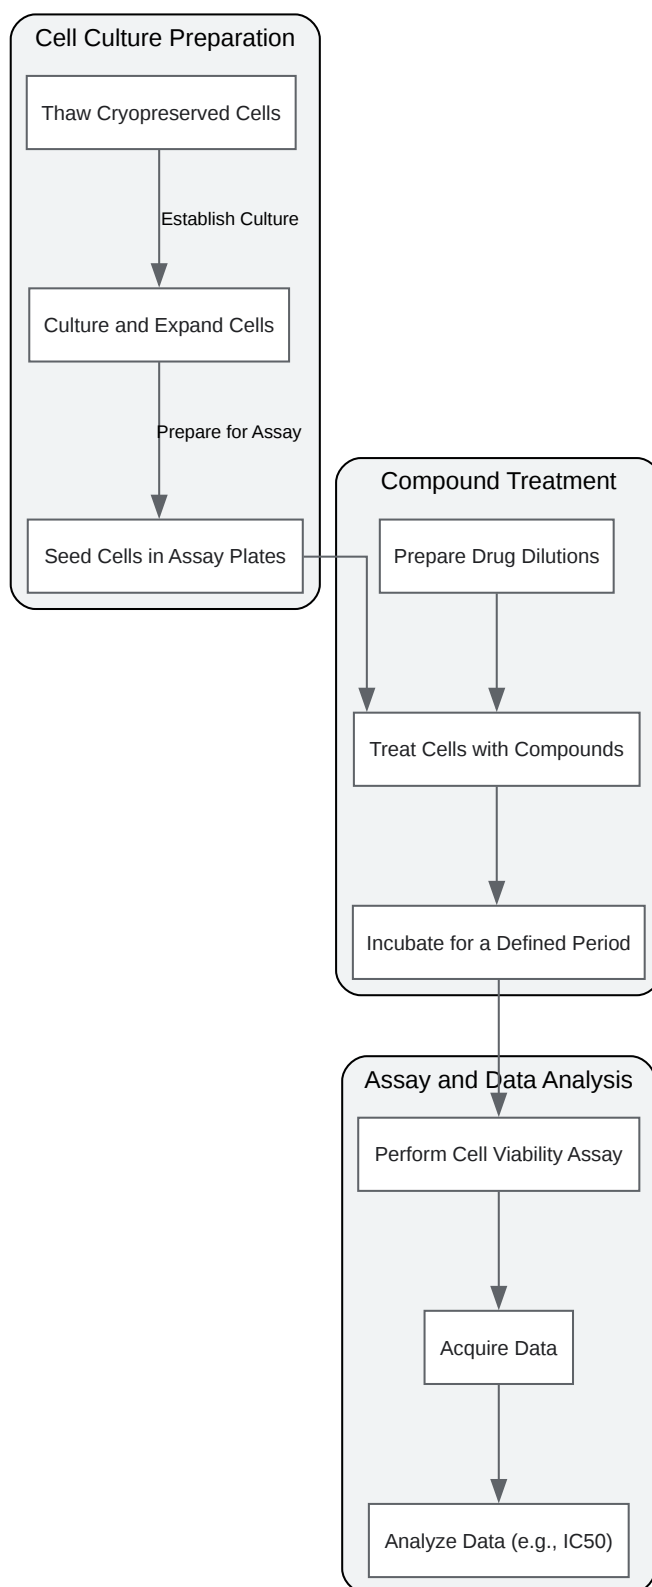 Cell Culture Preparation
Thaw Cryopreserved Cells
Establish Culture
Culture and Expand Cells
Prepare for Assay
Seed Cells in Assay Plates
Compound Treatment
Prepare Drug Dilutions
Treat Cells with Compounds
Incubate for a Defined Period
Assay and Data Analysis
Perform Cell Viability Assay
Acquire Data
Analyze Data (e.g., IC50)